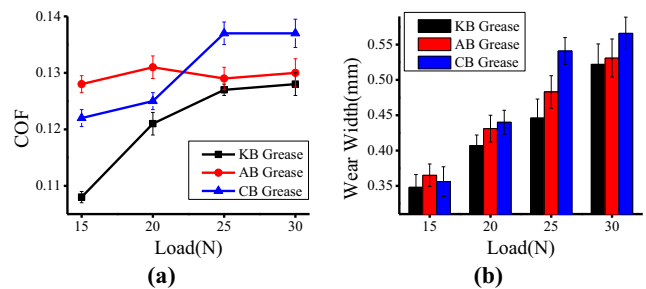 0.14
0.13
0.12
0.11
COF
KB Grease
AB Grease
CB Grease
15 20 25 30
Load(N)
(a)
KB Grease
AB Grease
CB Grease
0.55
0.50
0.45
0.40
0.35
Wear Width(mm)
15 20 25 30
Load(N)
(b)